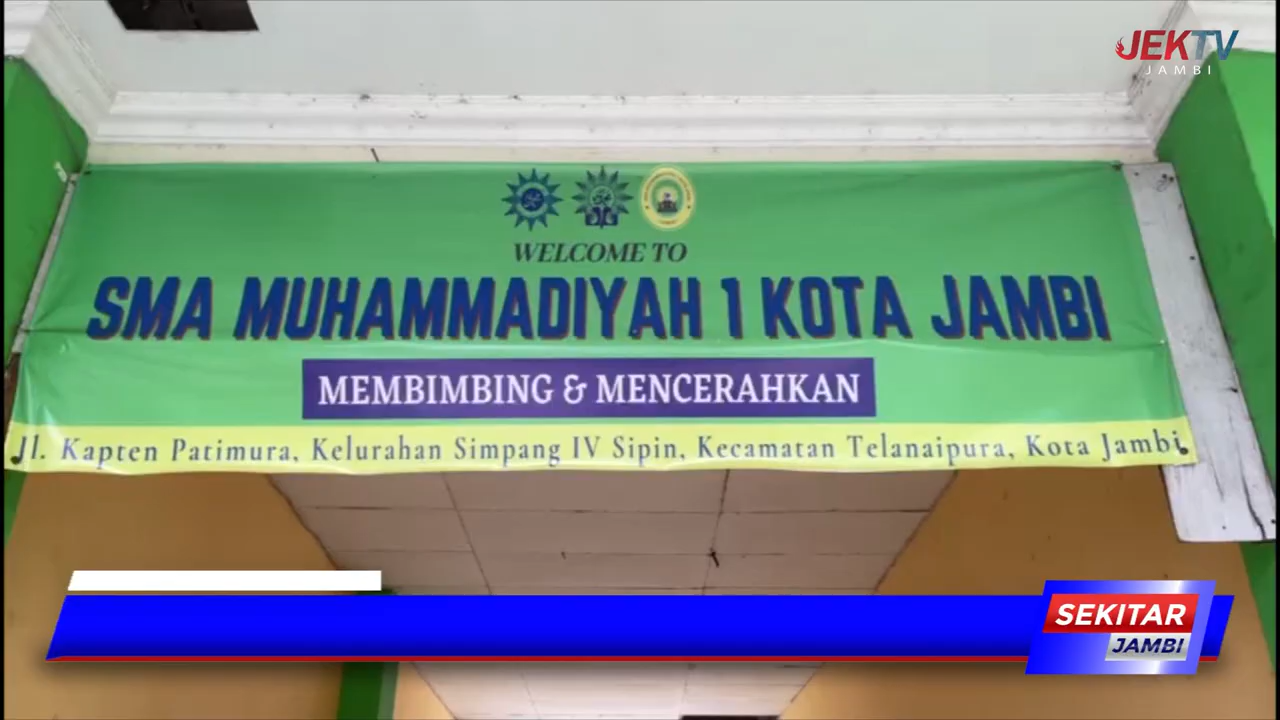 JEKTV
JAMBI
WELCOME TO
SMA MUHAMMADIYAH 1 KOTA JAMBI
MEMBIMBING & MENCERAHKAN
Jl. Kapten Patimura, Kelurahan Simpang IV Sipin, Kecamatan Telanaipura, Kota Jambi.
SEKITAR
JAMBI